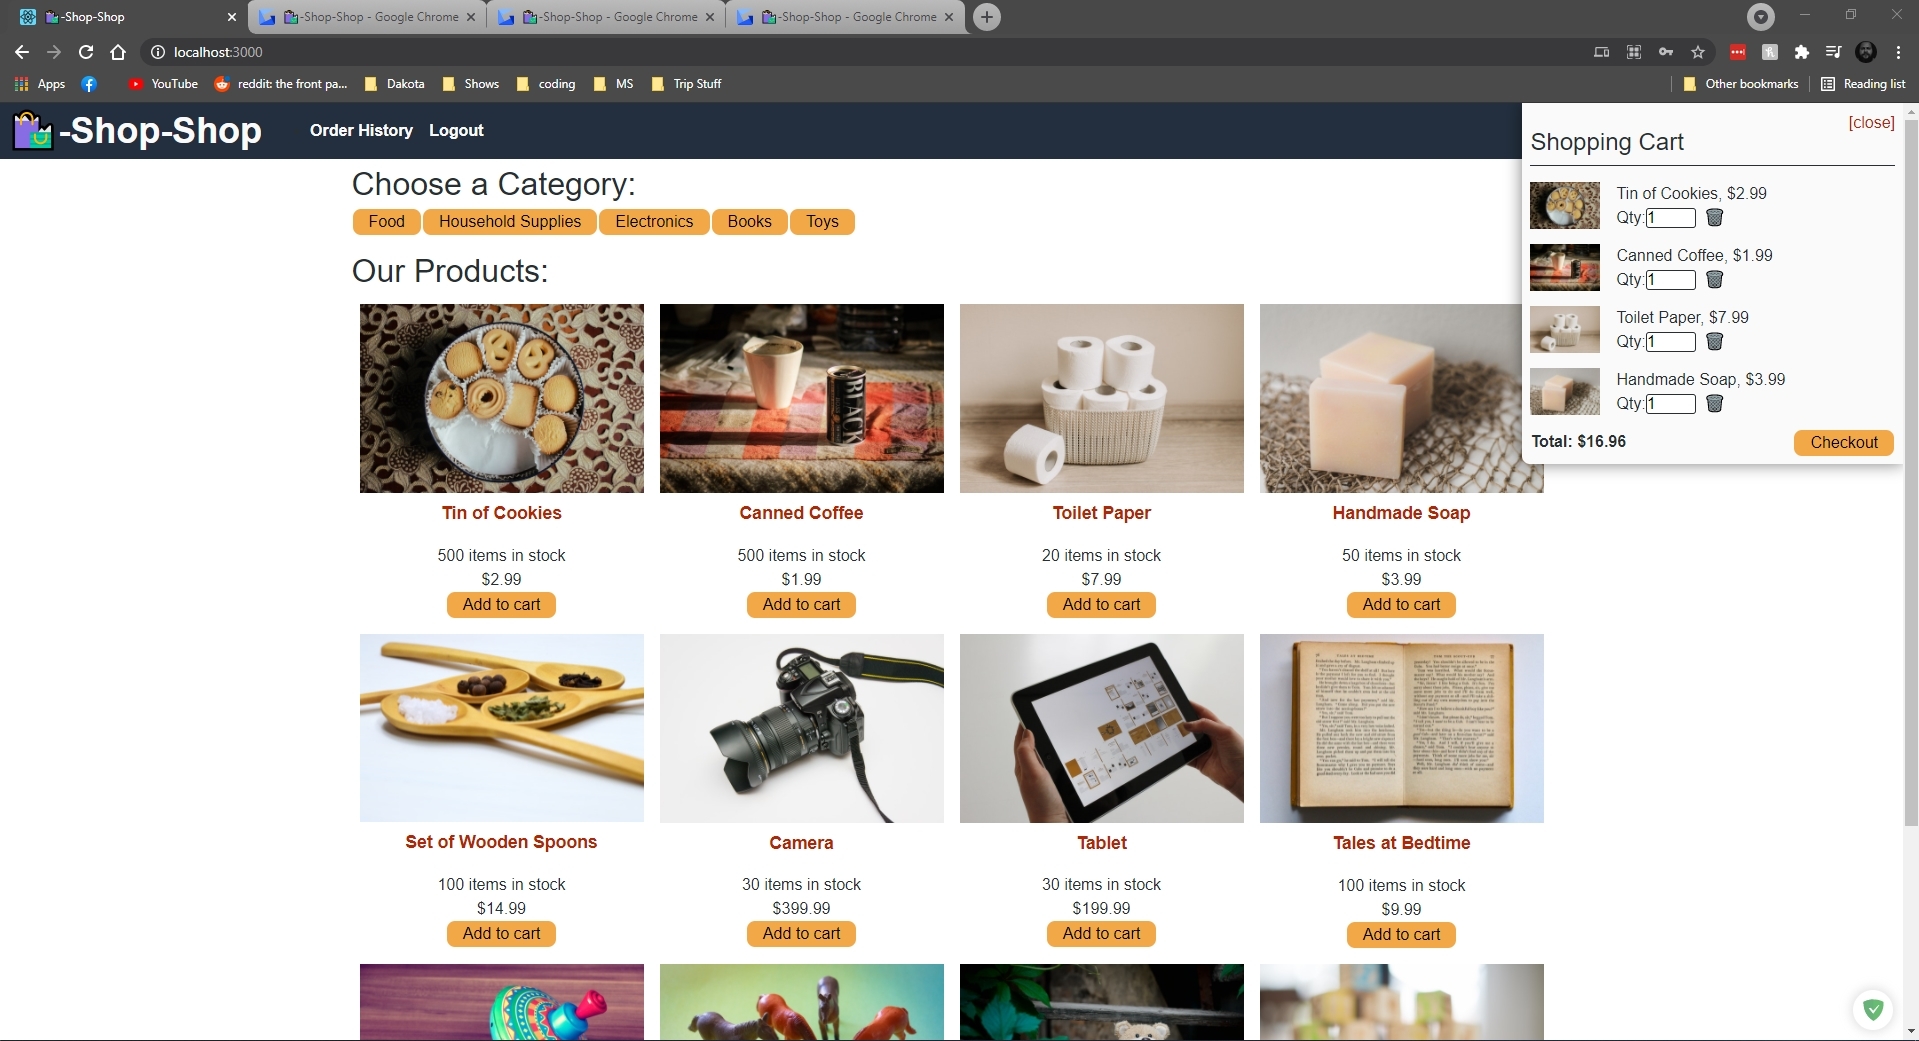 -Shop-Shop
-Shop-Shop - Google Chrome
-Shop-Shop - Google Chrome
-Shop-Shop - Google Chrome
localhost:3000
Apps YouTube reddit: the front pa... Dakota Shows coding MS Trip Stuff Other bookmarks Reading list
-Shop-Shop Order History Logout
[close]
Shopping Cart
Tin of Cookies, $2.99
Qty: 1
Canned Coffee, $1.99
Qty: 1
Toilet Paper, $7.99
Qty: 1
Handmade Soap, $3.99
Qty: 1
Total: $16.96 Checkout
Choose a Category:
Food Household Supplies Electronics Books Toys
Our Products:
BLACK
Tin of Cookies Canned Coffee Toilet Paper Handmade Soap
500 items in stock 500 items in stock 20 items in stock 50 items in stock
$2.99 $1.99 $7.99 $3.99
Add to cart Add to cart Add to cart Add to cart
Set of Wooden Spoons Camera Tablet Tales at Bedtime
100 items in stock 30 items in stock 30 items in stock 100 items in stock
$14.99 $399.99 $199.99 $9.99
Add to cart Add to cart Add to cart Add to cart